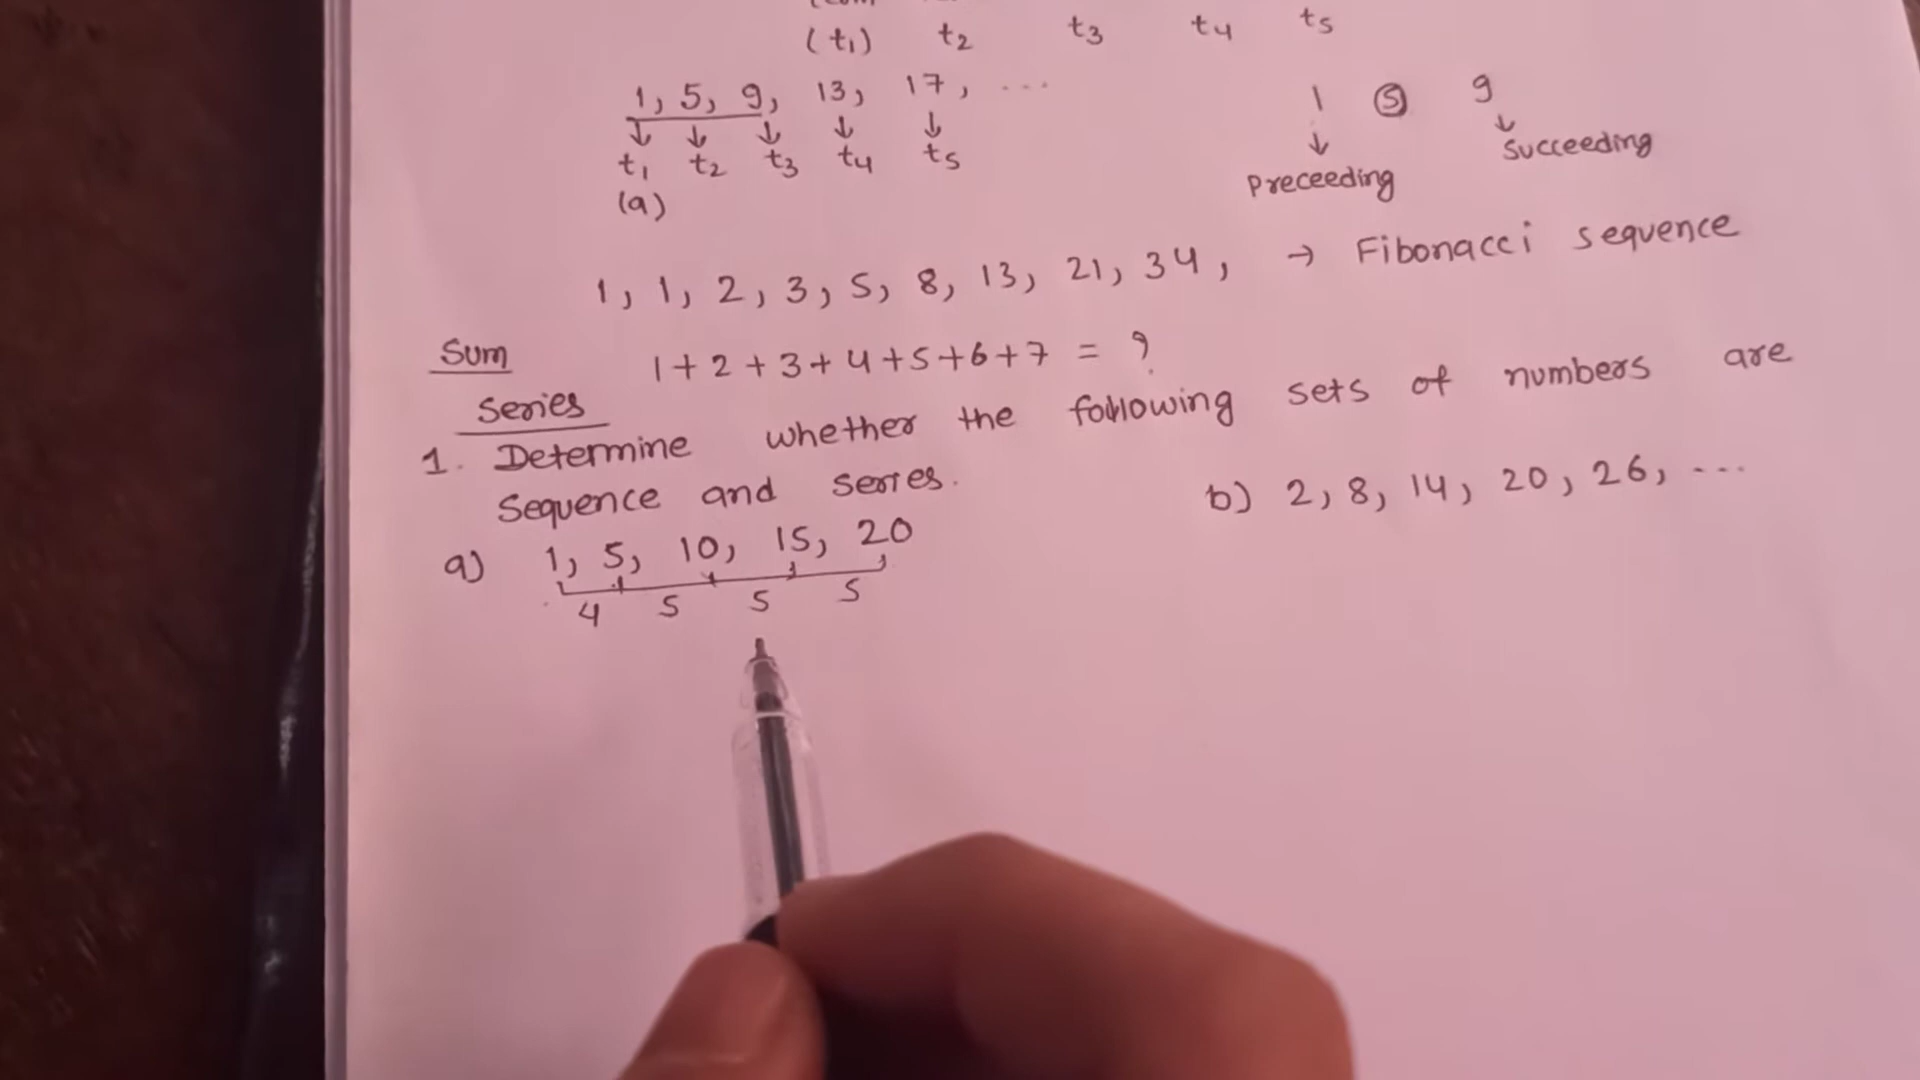 (t₁) t₂ t₃ t₄ t₅
1, 5, 9, 13, 17, ...
↓ ↓ ↓ ↓ ↓
t₁ t₂ t₃ t₄ t₅
(a)
1 5 9
↓ ↓
Preceeding Succeeding
1, 1, 2, 3, 5, 8, 13, 21, 34, → Fibonacci sequence
Sum 1+2+3+4+5+6+7 = ?
Series
1. Determine whether the following sets of numbers are
Sequence and series.
a) 1, 5, 10, 15, 20
4 5 5 5
b) 2, 8, 14, 20, 26, ...